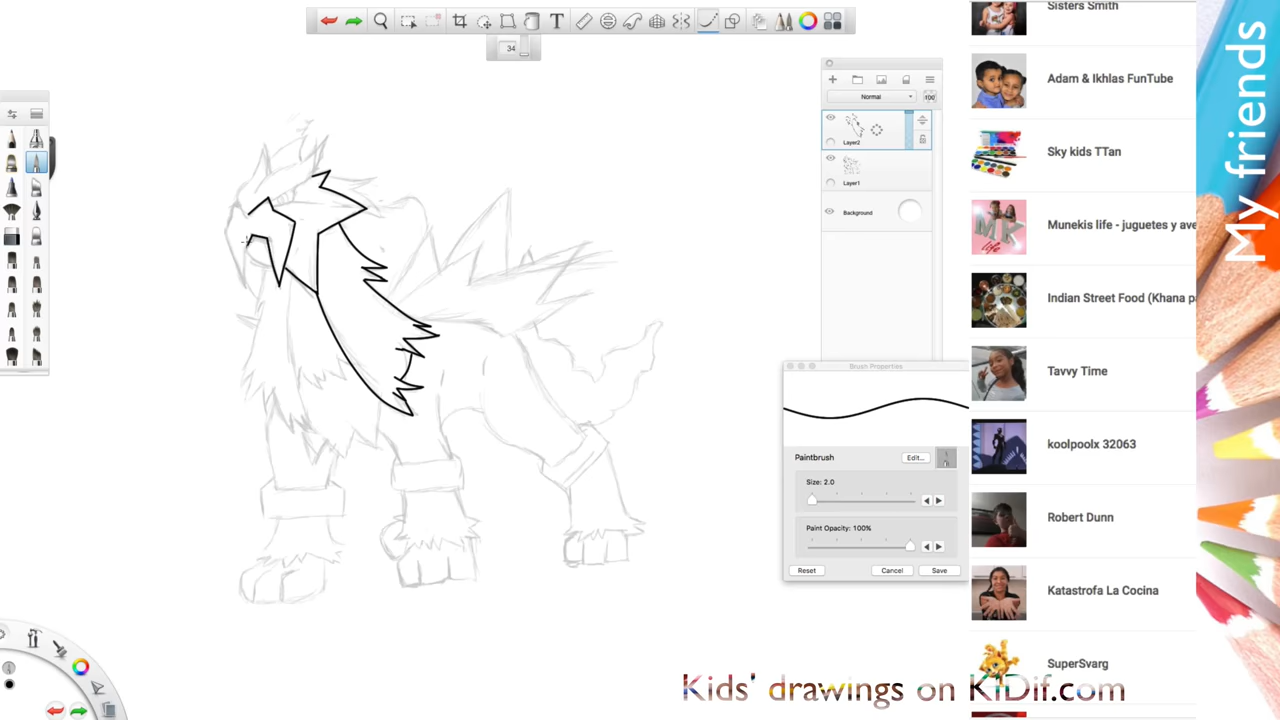 T
34
Normal
100
Layer2
Layer1
Background
Brush Properties
Paintbrush
Edit...
Size: 2.0
Paint Opacity: 100%
Reset
Cancel
Save
Sisters Smith
Adam & Ikhlas FunTube
Sky kids TTan
Munekis life - juguetes y ave
Indian Street Food (Khana pa
Tavvy Time
koolpoolx 32063
Robert Dunn
Katastrofa La Cocina
SuperSvarg
My friends
Kids' drawings on KiDif.com